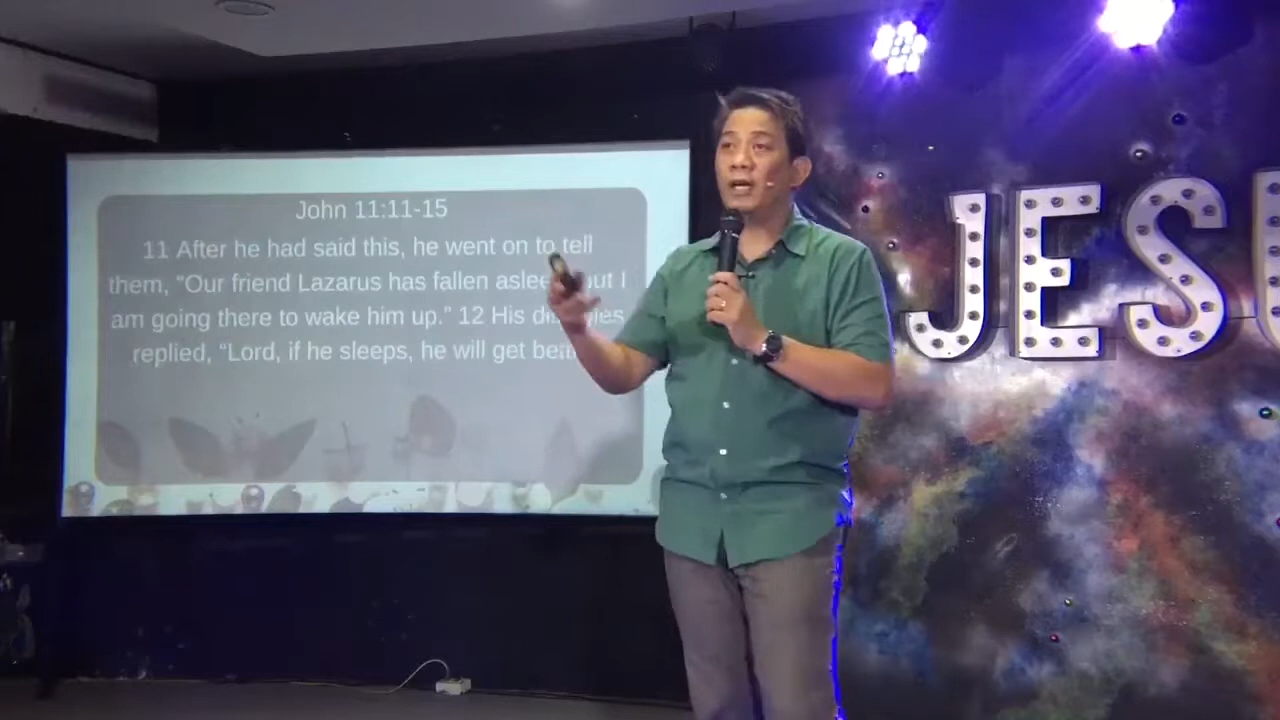 John 11:11-15
11 After he had said this, he went on to tell
them, “Our friend Lazarus has fallen but I
am going there to wake him up.” 12 His
replied, “Lord, if he sleeps, he will get
JES